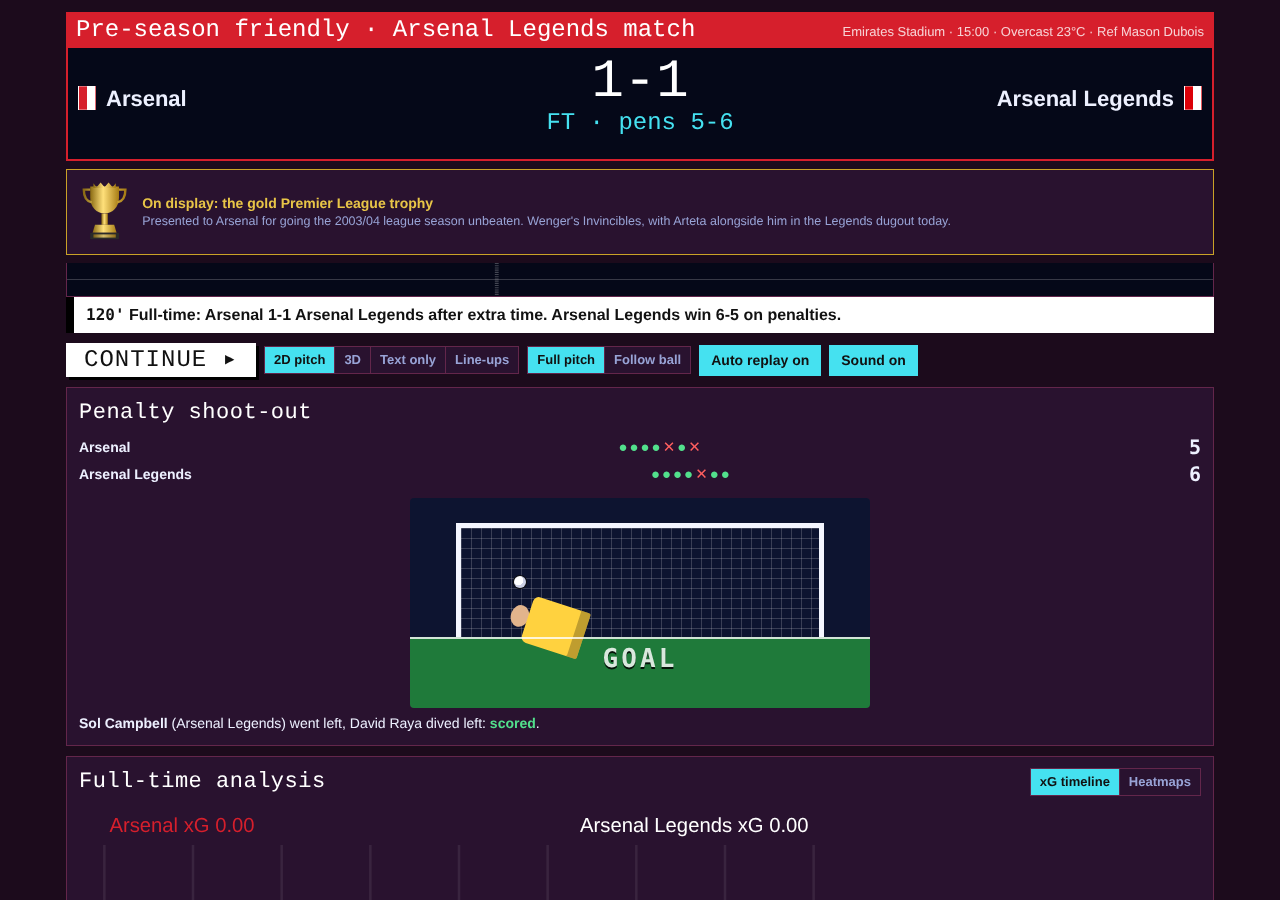 Pre-season friendly · Arsenal Legends match
Emirates Stadium · 15:00 · Overcast 23°C · Ref Mason Dubois
Arsenal
1-1
FT · pens 5-6
Arsenal Legends
On display: the gold Premier League trophy
Presented to Arsenal for going the 2003/04 league season unbeaten. Wenger's Invincibles, with Arteta alongside him in the Legends dugout today.
120' Full-time: Arsenal 1-1 Arsenal Legends after extra time. Arsenal Legends win 6-5 on penalties.
CONTINUE ►
2D pitch
3D
Text only
Line-ups
Full pitch
Follow ball
Auto replay on
Sound on
Penalty shoot-out
Arsenal ●●●●✕●✕ 5
Arsenal Legends ●●●●✕●● 6
GOAL
Sol Campbell (Arsenal Legends) went left, David Raya dived left: scored.
Full-time analysis
xG timeline
Heatmaps
Arsenal xG 0.00
Arsenal Legends xG 0.00